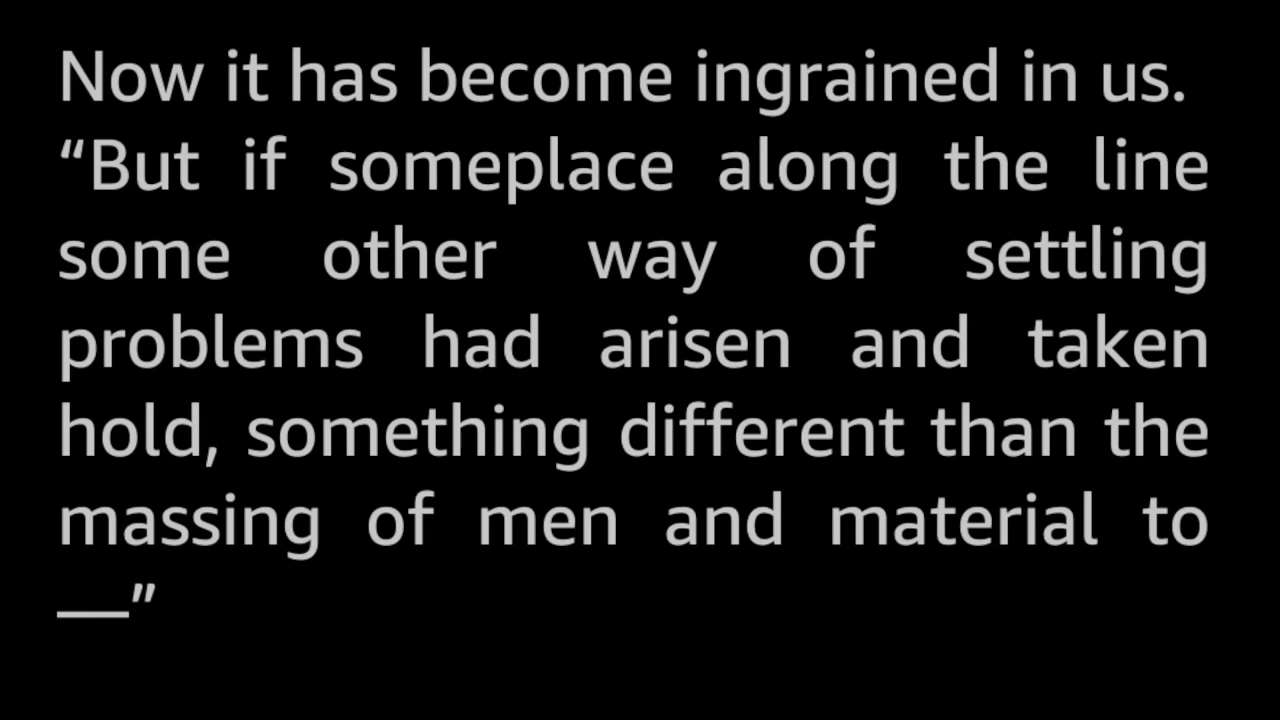 Now it has become ingrained in us.
“But if someplace along the line
some other way of settling
problems had arisen and taken
hold, something different than the
massing of men and material to
—”